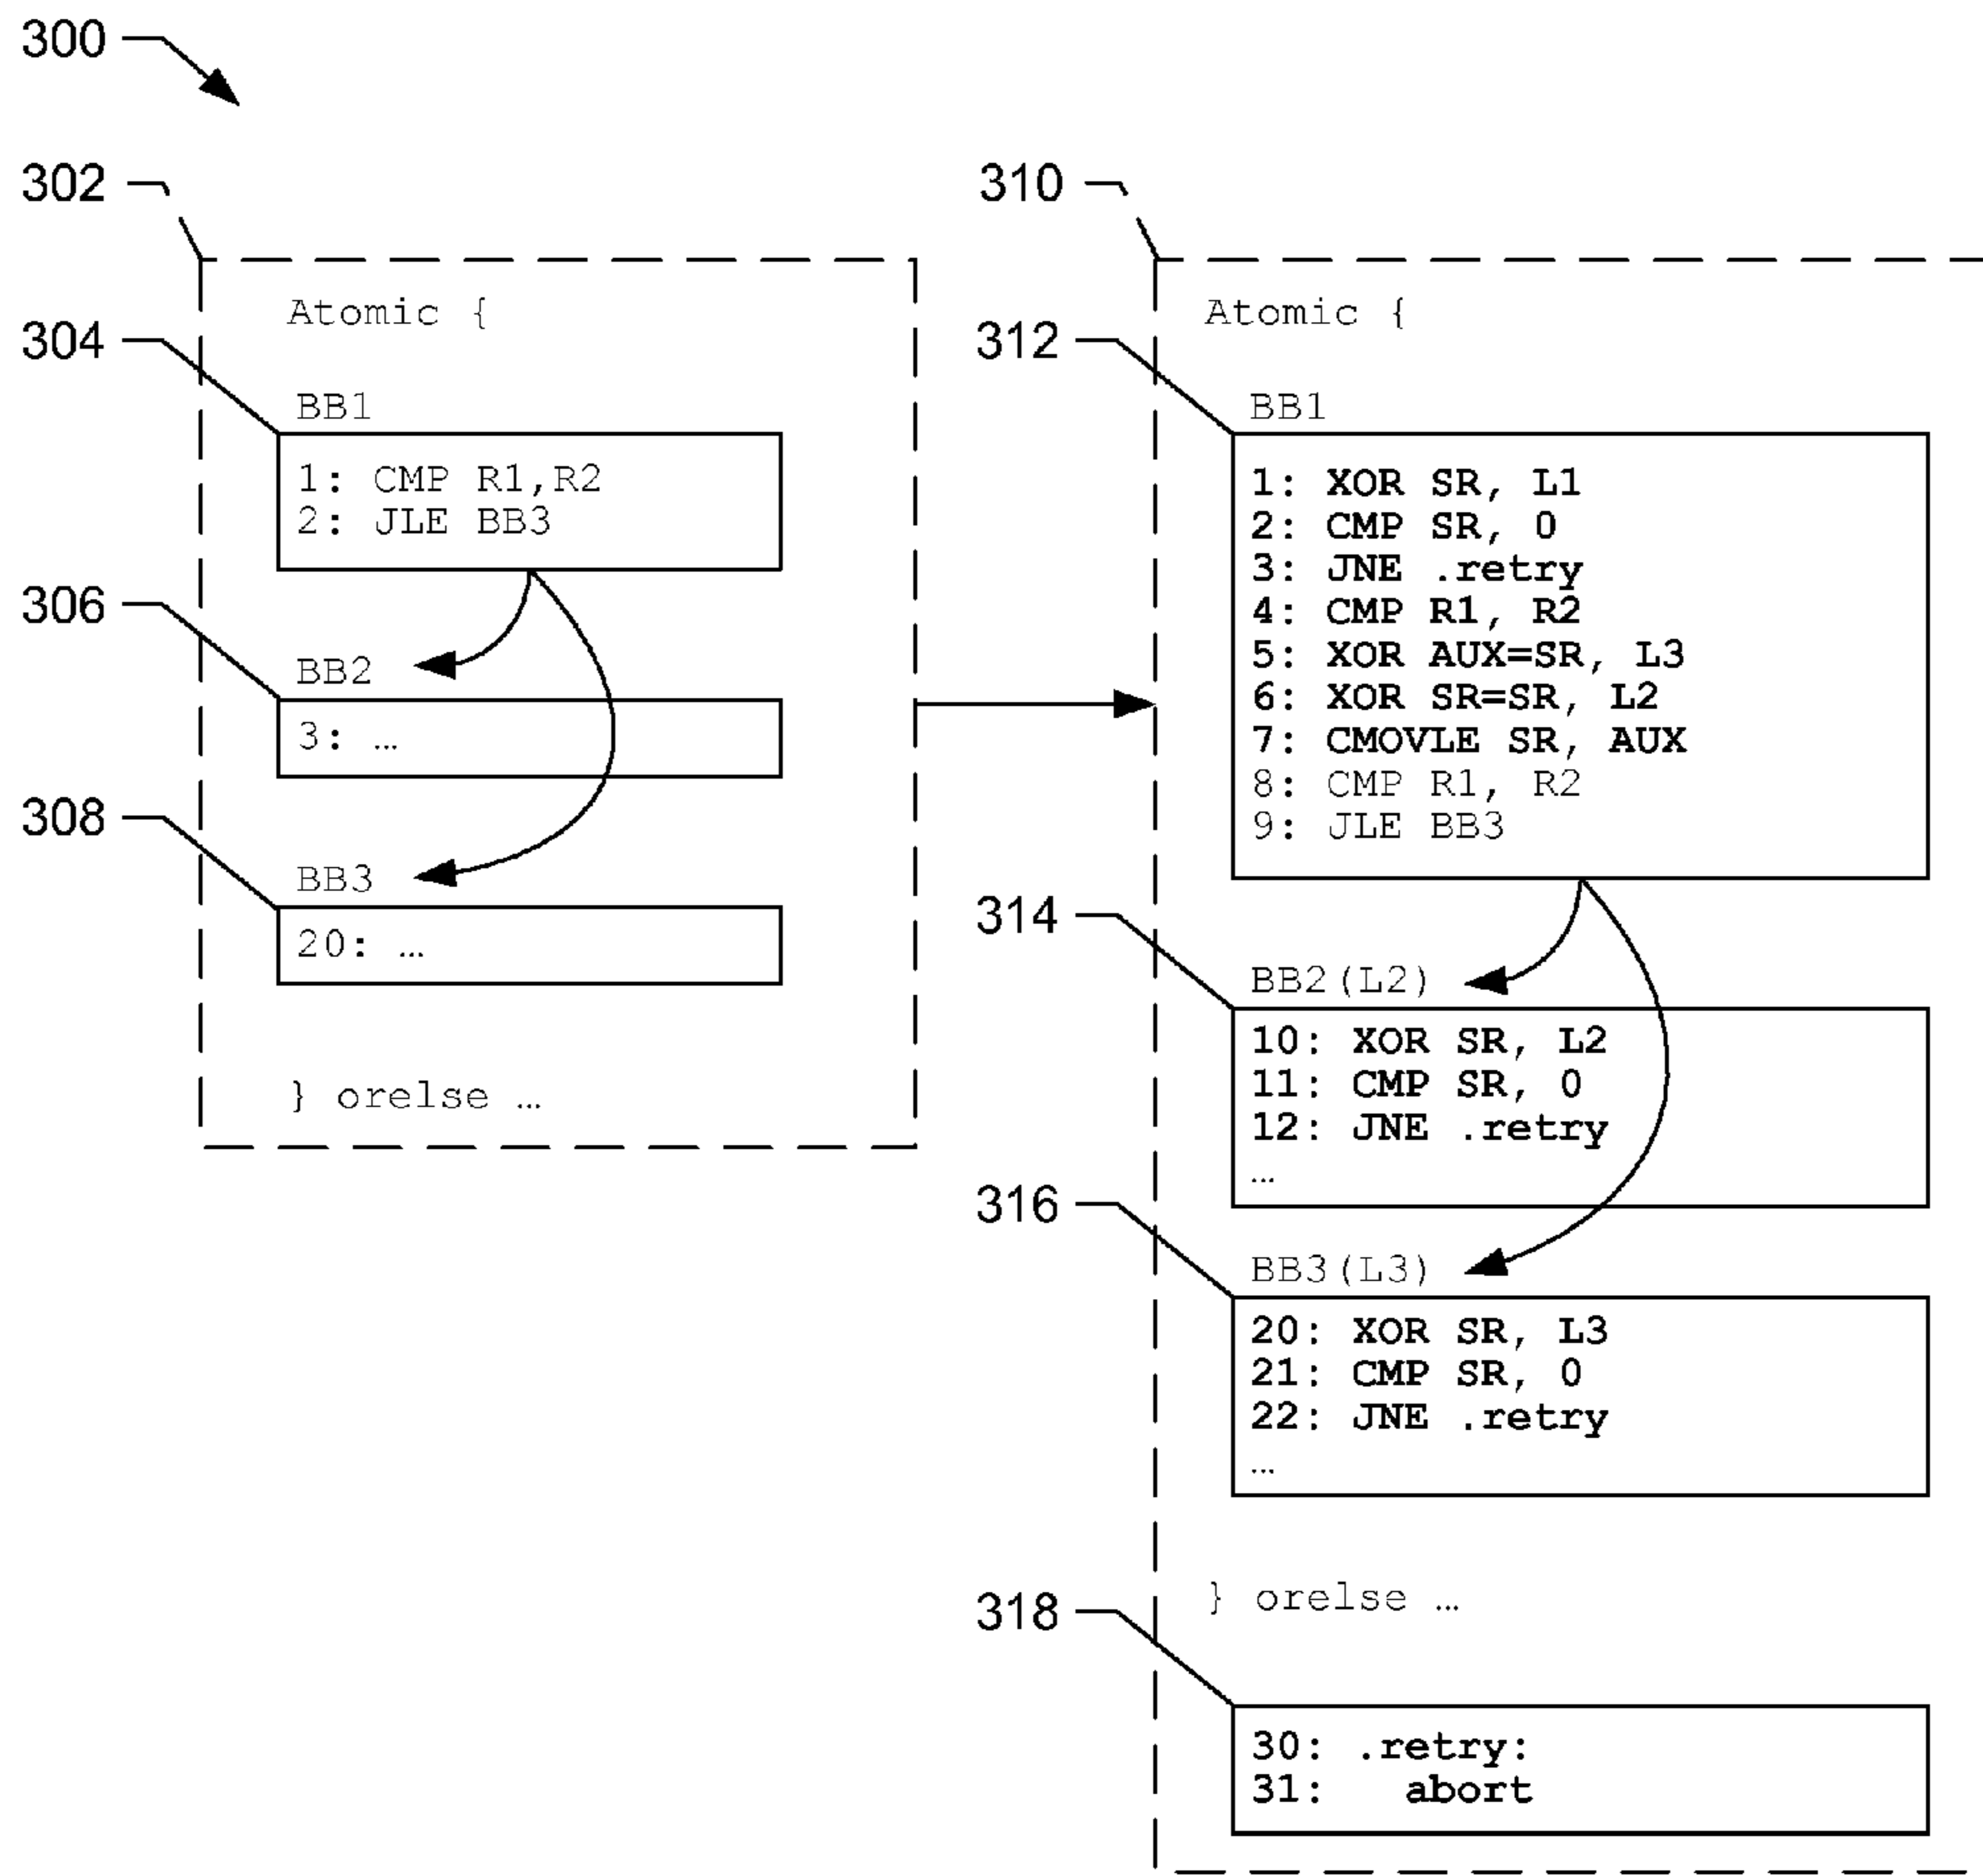 300
302
Atomic {
304
BB1
1: CMP R1,R2
2: JLE BB3
306
BB2
3: …
308
BB3
20: …
} orelse …
310
Atomic {
312
BB1
1: XOR SR, L1
2: CMP SR, 0
3: JNE .retry
4: CMP R1, R2
5: XOR AUX=SR, L3
6: XOR SR=SR, L2
7: CMOVLE SR, AUX
8: CMP R1, R2
9: JLE BB3
314
BB2(L2)
10: XOR SR, L2
11: CMP SR, 0
12: JNE .retry
…
316
BB3(L3)
20: XOR SR, L3
21: CMP SR, 0
22: JNE .retry
…
} orelse …
318
30: .retry:
31: abort